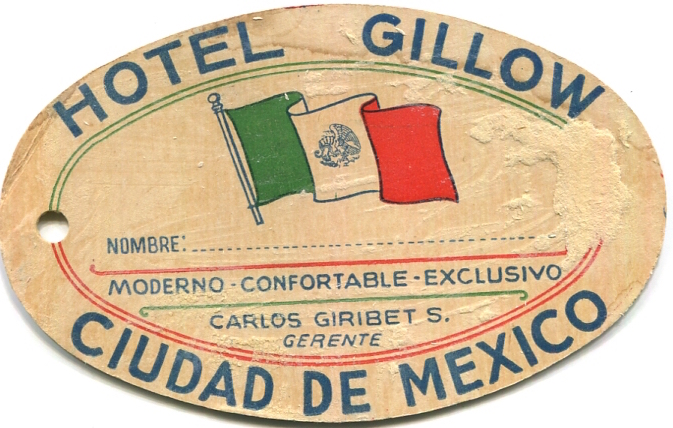 HOTEL GILLOW
NOMBRE:
MODERNO - CONFORTABLE - EXCLUSIVO
CARLOS GIRIBET S.
GERENTE
CIUDAD DE MEXICO